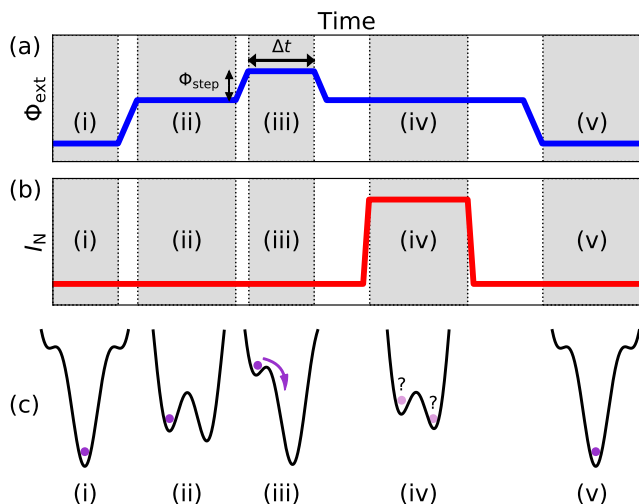 Time
(a)
Φext
Φstep
Δt
(i)
(ii)
(iii)
(iv)
(v)
(b)
IN
(i)
(ii)
(iii)
(iv)
(v)
(c)
?
?
(i)
(ii)
(iii)
(iv)
(v)